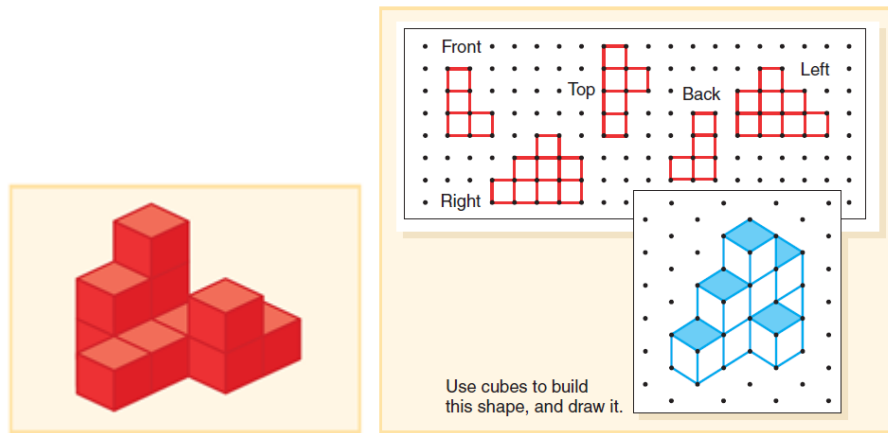 Front
Top
Back
Left
Right
Use cubes to build
this shape, and draw it.